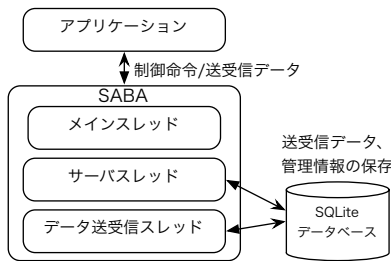 アプリケーション
制御命令/送受信データ
SABA
メインスレッド
サーバスレッド
データ送受信スレッド
送受信データ、
管理情報の保存
SQLite
データベース